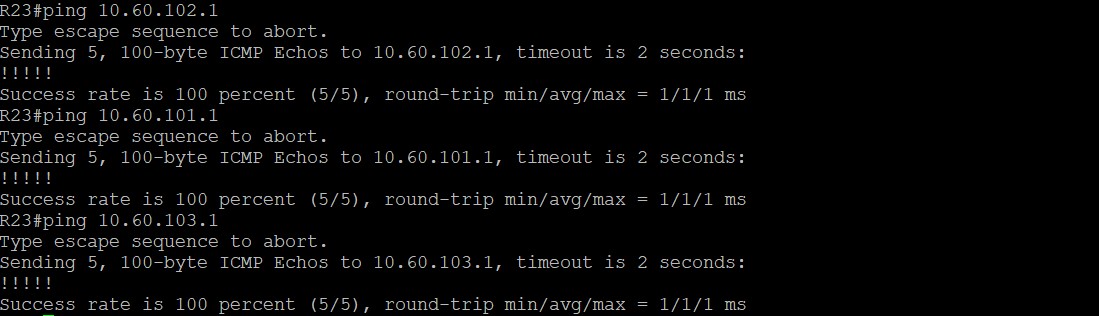 R23#ping 10.60.102.1
Type escape sequence to abort.
Sending 5, 100-byte ICMP Echos to 10.60.102.1, timeout is 2 seconds:
!!!!!
Success rate is 100 percent (5/5), round-trip min/avg/max = 1/1/1 ms
R23#ping 10.60.101.1
Type escape sequence to abort.
Sending 5, 100-byte ICMP Echos to 10.60.101.1, timeout is 2 seconds:
!!!!!
Success rate is 100 percent (5/5), round-trip min/avg/max = 1/1/1 ms
R23#ping 10.60.103.1
Type escape sequence to abort.
Sending 5, 100-byte ICMP Echos to 10.60.103.1, timeout is 2 seconds:
!!!!!
Success rate is 100 percent (5/5), round-trip min/avg/max = 1/1/1 ms